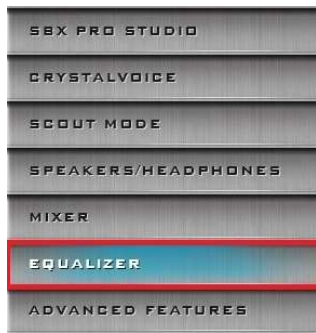 SBX PRO STUDIO
CRYSTALVOICE
SCOUT MODE
SPEAKERS/HEADPHONES
MIXER
EQUALIZER
ADVANCED FEATURES